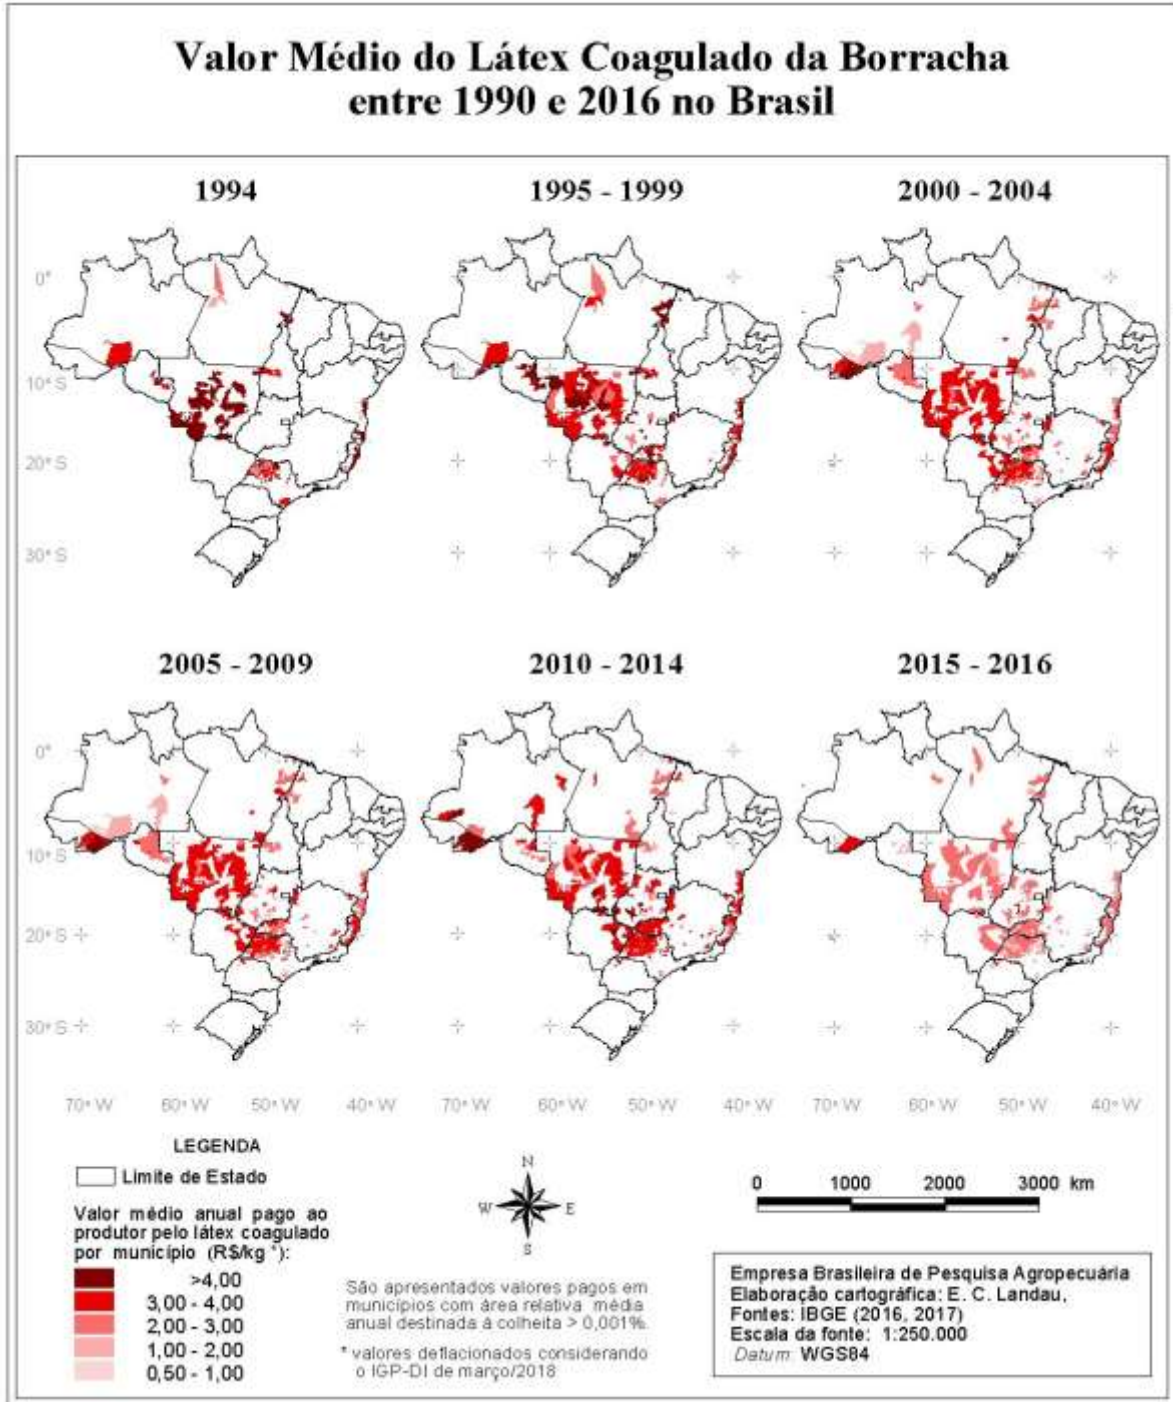 Valor Médio do Látex Coagulado da Borracha
entre 1990 e 2016 no Brasil
1994
1995 - 1999
2000 - 2004
0°
10° S
20° S
30° S
2005 - 2009
2010 - 2014
2015 - 2016
0°
10° S
20° S
30° S
70° W 60° W 50° W 40° W 70° W 60° W 50° W 40° W 70° W 60° W 50° W 40° W
LEGENDA
Limite de Estado
Valor médio anual pago ao
produtor pelo látex coagulado
por município (R$/kg *):
>4,00
3,00 - 4,00
2,00 - 3,00
1,00 - 2,00
0,50 - 1,00
N
W E
S
São apresentados valores pagos em
municípios com área relativa média
anual destinada à colheita > 0,001%.
* valores deflacionados considerando
o IGP-DI de março/2018
0 1000 2000 3000 km
Empresa Brasileira de Pesquisa Agropecuária
Elaboração cartográfica: E. C. Landau,
Fontes: IBGE (2016, 2017)
Escala da fonte: 1:250.000
Datum: WGS84